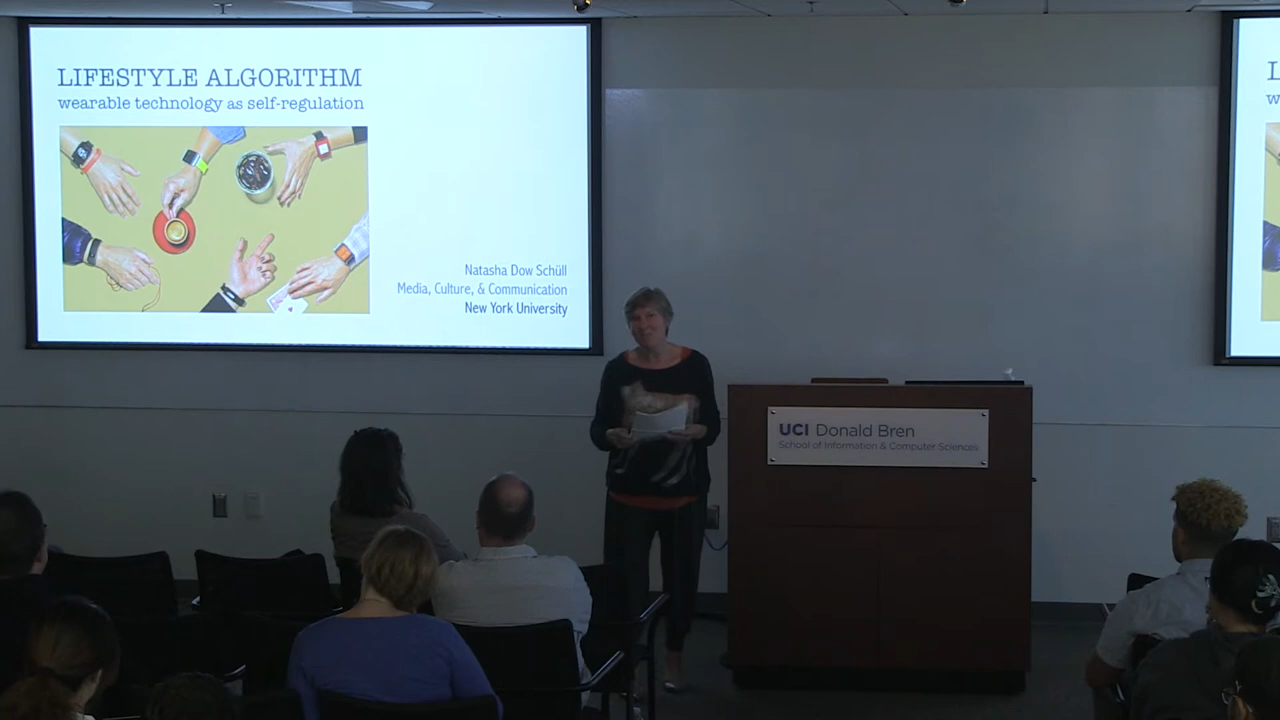 LIFESTYLE ALGORITHM
wearable technology as self-regulation
Natasha Dow Schüll
Media, Culture, & Communication
New York University
UCI Donald Bren
School of Information & Computer Sciences
L
w